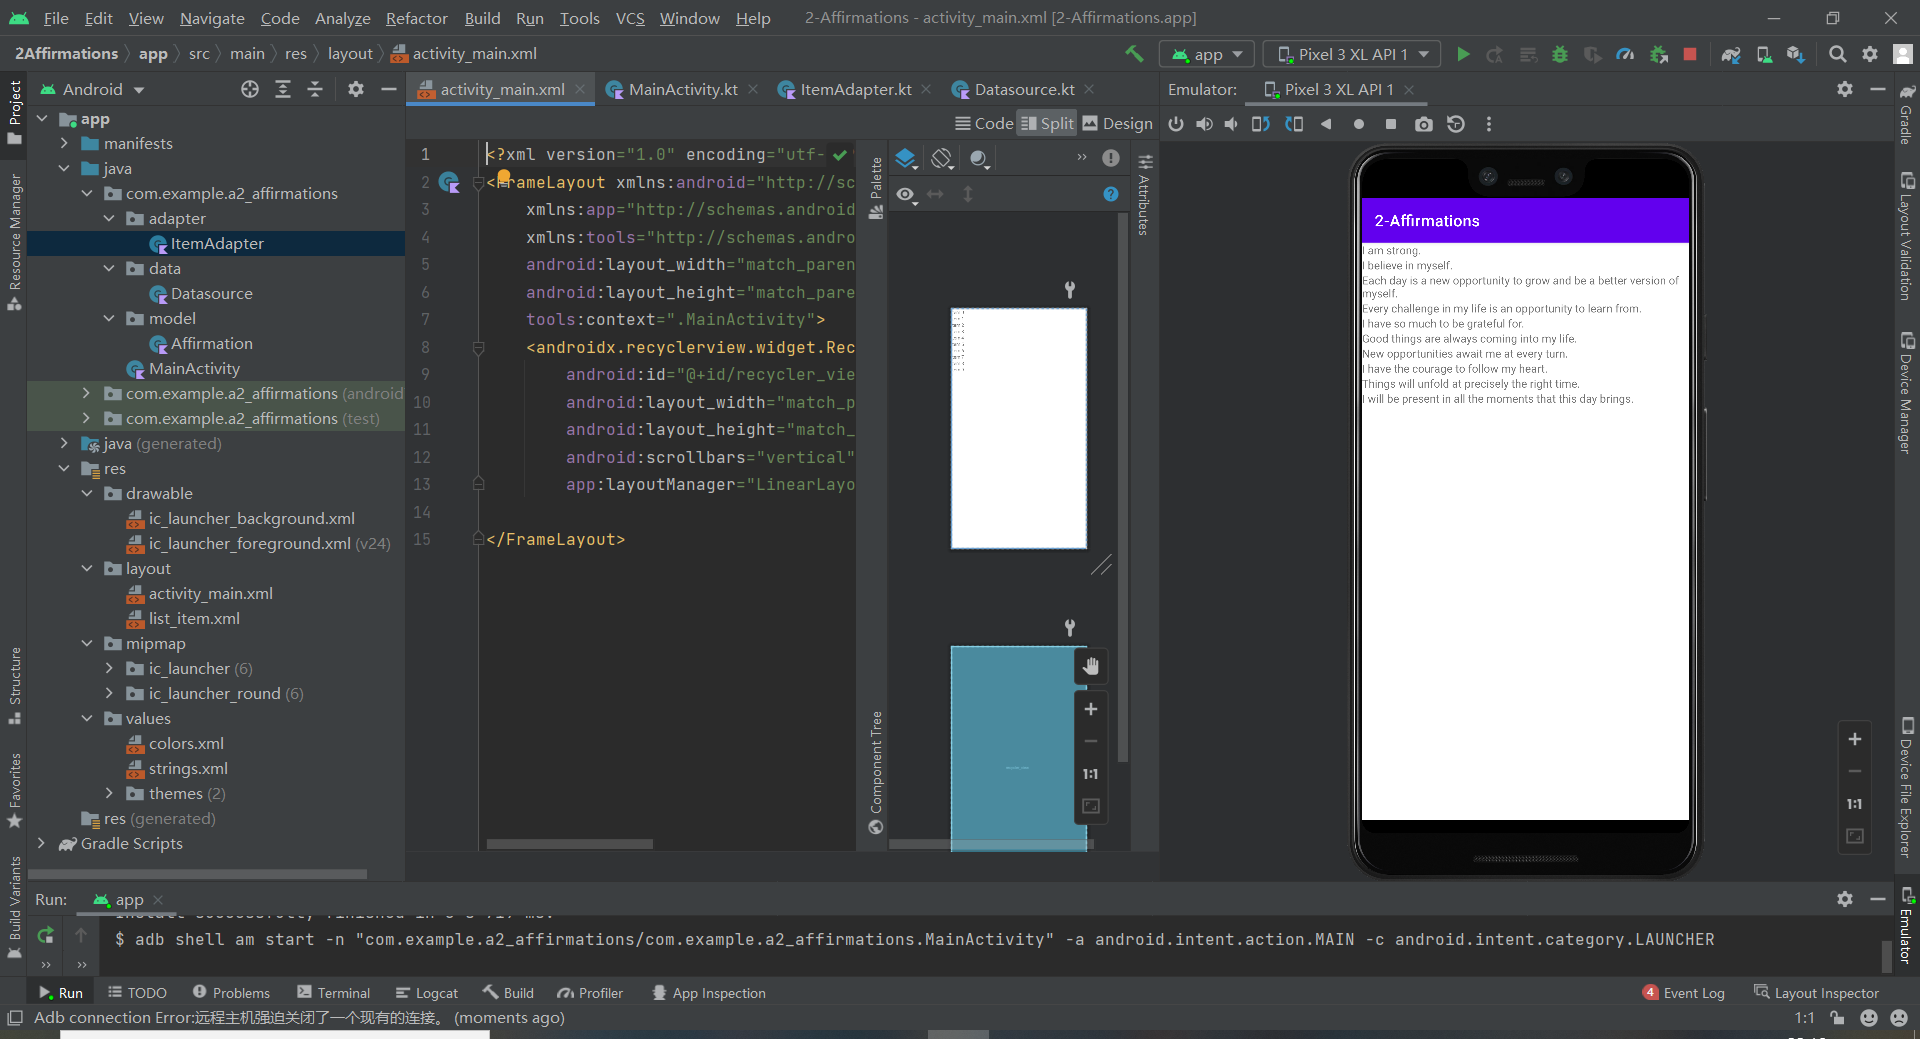 File Edit View Navigate Code Analyze Refactor Build Run Tools VCS Window Help 2-Affirmations - activity_main.xml [2-Affirmations.app]
2Affirmations app src main res layout activity_main.xml app Pixel 3 XL API 1
Project
Resource Manager
Structure
Favorites
Build Variants
Android
app
manifests
java
com.example.a2_affirmations
adapter
ItemAdapter
data
Datasource
model
Affirmation
MainActivity
com.example.a2_affirmations (android
com.example.a2_affirmations (test)
java (generated)
res
drawable
ic_launcher_background.xml
ic_launcher_foreground.xml (v24)
layout
activity_main.xml
list_item.xml
mipmap
ic_launcher (6)
ic_launcher_round (6)
values
colors.xml
strings.xml
themes (2)
res (generated)
Gradle Scripts
activity_main.xml MainActivity.kt ItemAdapter.kt Datasource.kt
Code Split Design
1 <?xml version="1.0" encoding="utf-
2 <FrameLayout xmlns:android="http://sc
3 xmlns:app="http://schemas.android
4 xmlns:tools="http://schemas.andro
5 android:layout_width="match_paren
6 android:layout_height="match_pare
7 tools:context=".MainActivity">
8 <androidx.recyclerview.widget.Rec
9 android:id="@+id/recycler_vie
10 android:layout_width="match_p
11 android:layout_height="match_
12 android:scrollbars="vertical"
13 app:layoutManager="LinearLayo
14
15 </FrameLayout>
Palette
Component Tree
Attributes
1:1
Emulator: Pixel 3 XL API 1
2-Affirmations
I am strong.
I believe in myself.
Each day is a new opportunity to grow and be a better version of
myself.
Every challenge in my life is an opportunity to learn from.
I have so much to be grateful for.
Good things are always coming into my life.
New opportunities await me at every turn.
I have the courage to follow my heart.
Things will unfold at precisely the right time.
I will be present in all the moments that this day brings.
1:1
Gradle
Layout Validation
Device Manager
Device File Explorer
Emulator
Run: app
$ adb shell am start -n "com.example.a2_affirmations/com.example.a2_affirmations.MainActivity" -a android.intent.action.MAIN -c android.intent.category.LAUNCHER
Run TODO Problems Terminal Logcat Build Profiler App Inspection 4 Event Log Layout Inspector
Adb connection Error:远程主机强迫关闭了一个现有的连接。 (moments ago) 1:1